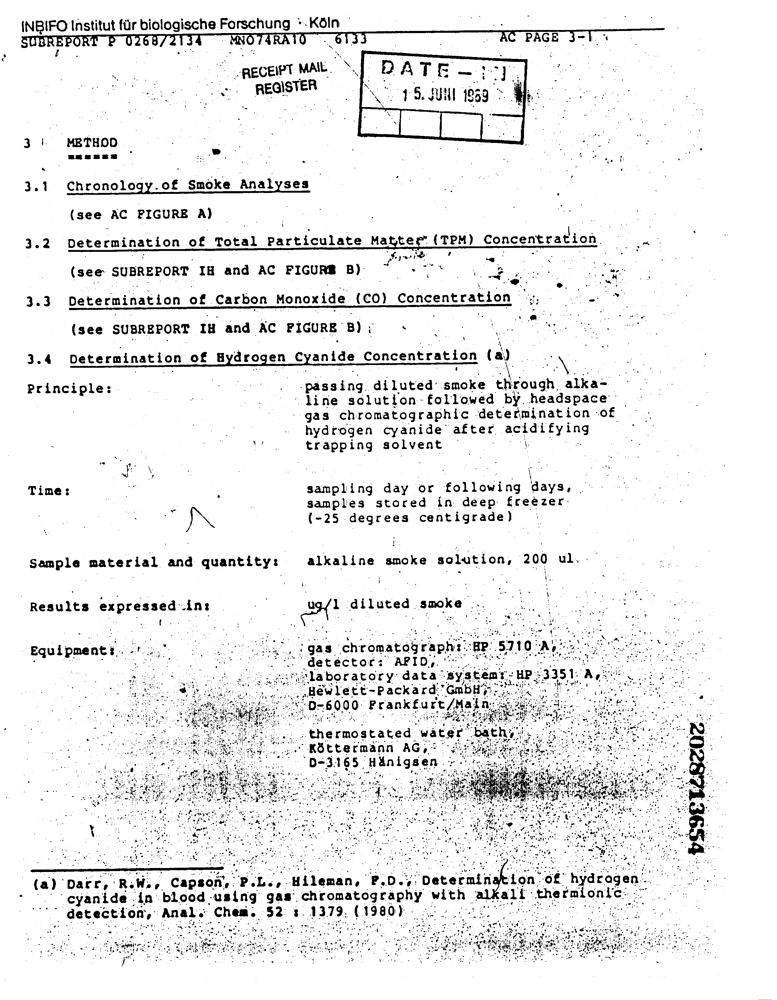 INBIFO Institut für biologische Forschung · Köln
SUBREPORT P 0268/2134 MNO74RA10 6133 AC PAGE 3-1
RECEIPT MAIL
REGISTER
DATE -
15. JUNI 1989
3 METHOD
3.1 Chronology of Smoke Analyses
(see AC FIGURE A)
3.2 Determination of Total Particulate Matter (TPM) Concentration
(see SUBREPORT IH and AC FIGURE B)
3.3 Determination of Carbon Monoxide (CO) Concentration
(see SUBREPORT IH and AC FIGURE B)
3.4 Determination of Hydrogen Cyanide Concentration (a)
Principle: passing diluted smoke through alka-
line solution followed by headspace
gas chromatographic determination of
hydrogen cyanide after acidifying
trapping solvent
Time: sampling day or following days,
samples stored in deep freezer
(-25 degrees centigrade)
Sample material and quantity: alkaline smoke solution, 200 ul
Results expressed in: ug/l diluted smoke
Equipment: gas chromatograph: HP 5710 A,
detector: AFID,
laboratory data system: HP 3351 A,
Hewlett-Packard GmbH,
D-6000 Frankfurt/Main
thermostated water bath,
Köttermann AG,
D-3165 Hänigsen
2028713654
(a) Darr, R.W., Capson, P.L., Hileman, F.D., Determination of hydrogen
cyanide in blood using gas chromatography with alkali thermionic
detection, Anal. Chem. 52 : 1379 (1980)